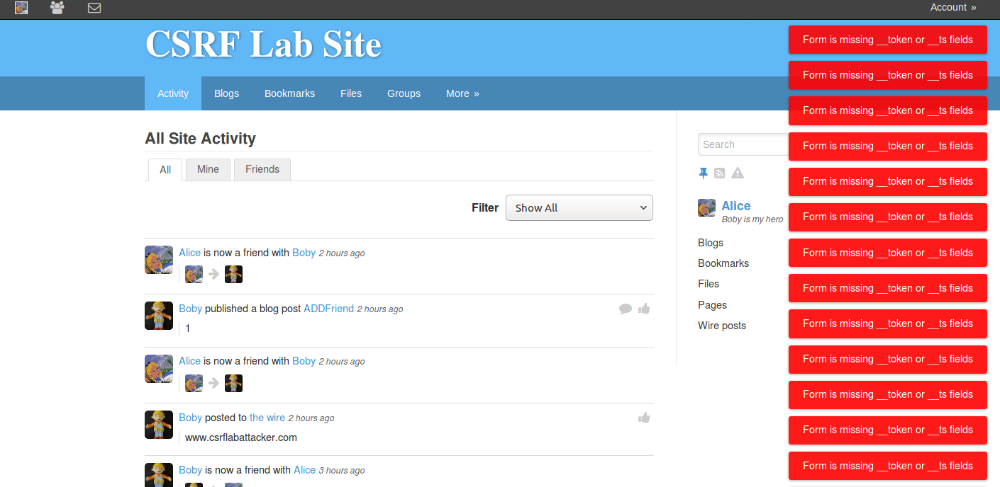 Account »
CSRF Lab Site
Activity Blogs Bookmarks Files Groups More »
All Site Activity
All Mine Friends
Filter Show All
Alice is now a friend with Boby 2 hours ago
Boby published a blog post ADDFriend 2 hours ago
1
Alice is now a friend with Boby 2 hours ago
Boby posted to the wire 2 hours ago
www.csrflabattacker.com
Boby is now a friend with Alice 3 hours ago
Search
Alice
Boby is my hero
Blogs
Bookmarks
Files
Pages
Wire posts
Form is missing __token or __ts fields
Form is missing __token or __ts fields
Form is missing __token or __ts fields
Form is missing __token or __ts fields
Form is missing __token or __ts fields
Form is missing __token or __ts fields
Form is missing __token or __ts fields
Form is missing __token or __ts fields
Form is missing __token or __ts fields
Form is missing __token or __ts fields
Form is missing __token or __ts fields
Form is missing __token or __ts fields
Form is missing __token or __ts fields